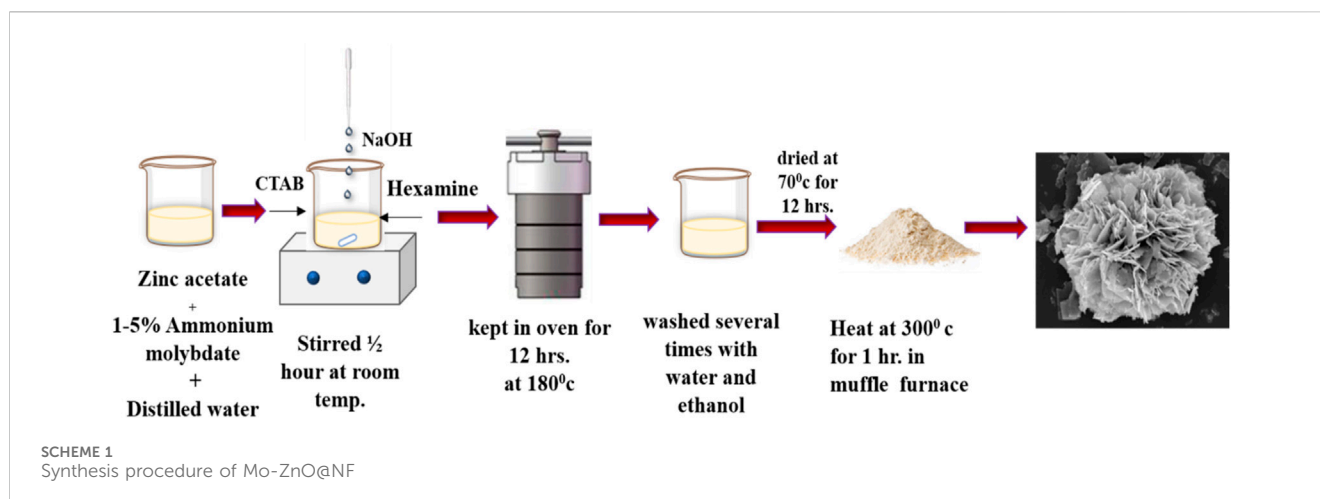 Zinc acetate
+
1-5% Ammonium
molybdate
+
Distilled water
CTAB
NaOH
Hexamine
Stirred ½
hour at room
temp.
kept in oven for
12 hrs.
at 180⁰c
washed several
times with
water and
ethanol
dried at
70⁰c for
12 hrs.
Heat at 300⁰ c
for 1 hr. in
muffle furnace
SCHEME 1
Synthesis procedure of Mo-ZnO@NF